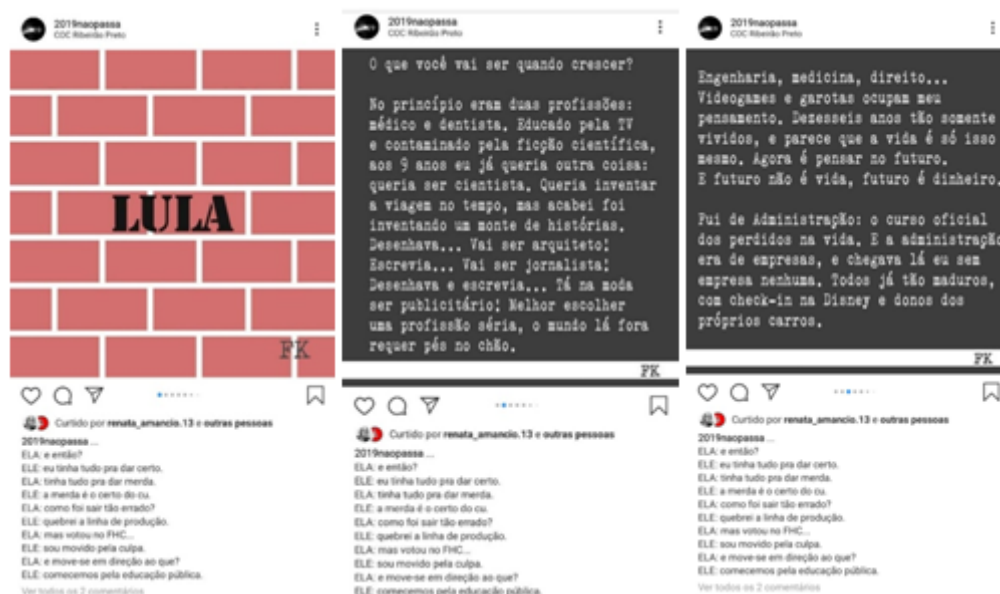 2019naopassa
COC Ribeirão Preto
LULA
FK
Curtido por renata_amancio.13 e outras pessoas
2019naopassa ...
ELA: e então?
ELE: eu tinha tudo pra dar certo.
ELA: tinha tudo pra dar merda.
ELE: a merda é o certo do cu.
ELA: como foi sair tão errado?
ELE: quebrei a linha de produção.
ELA: mas votou no FHC...
ELE: sou movido pela culpa.
ELA: e move-se em direção ao que?
ELE: comecemos pela educação pública.
Ver todos os 2 comentários
2019naopassa
COC Ribeirão Preto
O que você vai ser quando crescer?
No princípio eram duas profissões:
médico e dentista. Educado pela TV
e contaminado pela ficção científica,
aos 9 anos eu já queria outra coisa:
queria ser cientista. Queria inventar
a viagem no tempo, mas acabei foi
inventando um monte de histórias.
Desenhava... Vai ser arquiteto!
Escrevia... Vai ser jornalista!
Desenhava e escrevia... Tá na moda
ser publicitário! Melhor escolher
uma profissão séria, o mundo lá fora
requer pés no chão.
FK
Curtido por renata_amancio.13 e outras pessoas
2019naopassa ...
ELA: e então?
ELE: eu tinha tudo pra dar certo.
ELA: tinha tudo pra dar merda.
ELE: a merda é o certo do cu.
ELA: como foi sair tão errado?
ELE: quebrei a linha de produção.
ELA: mas votou no FHC...
ELE: sou movido pela culpa.
ELA: e move-se em direção ao que?
ELE: comecemos pela educação pública.
2019naopassa
COC Ribeirão Preto
Engenharia, medicina, direito...
Videogames e garotas ocupam meu
pensamento. Dezesseis anos tão somente
vividos, e parece que a vida é só isso
mesmo. Agora é pensar no futuro.
E futuro não é vida, futuro é dinheiro.
Fui de Administração: o curso oficial
dos perdidos na vida. E a administração
era de empresas, e chegava lá eu sem
empresa nenhuma. Todos já tão maduros,
com check-in na Disney e donos dos
próprios carros.
FK
Curtido por renata_amancio.13 e outras pessoas
2019naopassa ...
ELA: e então?
ELE: eu tinha tudo pra dar certo.
ELA: tinha tudo pra dar merda.
ELE: a merda é o certo do cu.
ELA: como foi sair tão errado?
ELE: quebrei a linha de produção.
ELA: mas votou no FHC...
ELE: sou movido pela culpa.
ELA: e move-se em direção ao que?
ELE: comecemos pela educação pública.
Ver todos os 2 comentários